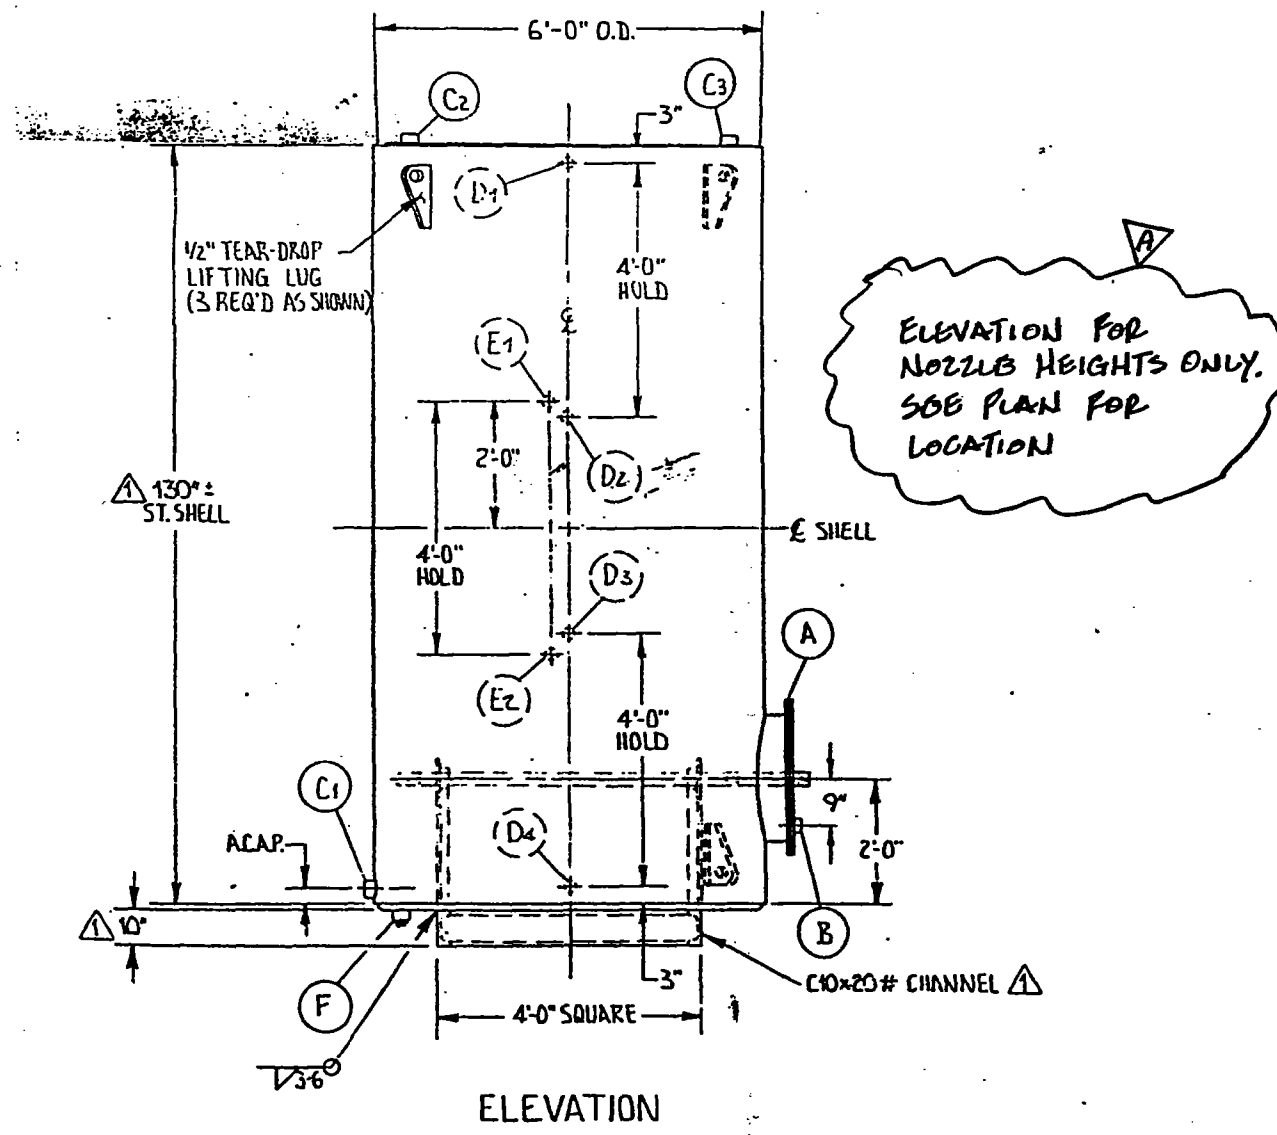 6'-0" O.D.
C2
C3
3"
D1
1/2" TEAR-DROP
LIFTING LUG
(3 REQ'D AS SHOWN)
4'-0"
HOLD
℄
A
ELEVATION FOR
NOZZLE HEIGHTS ONLY.
SEE PLAN FOR
LOCATION
E1
2'-0"
D2
1 130" ±
ST. SHELL
℄ SHELL
4'-0"
HOLD
D3
A
E2
4'-0"
HOLD
C1
9"
A.C.A.P.
D4
2'-0"
1 10"
B
F
3"
C10x20# CHANNEL 1
4'-0" SQUARE
3-6
ELEVATION